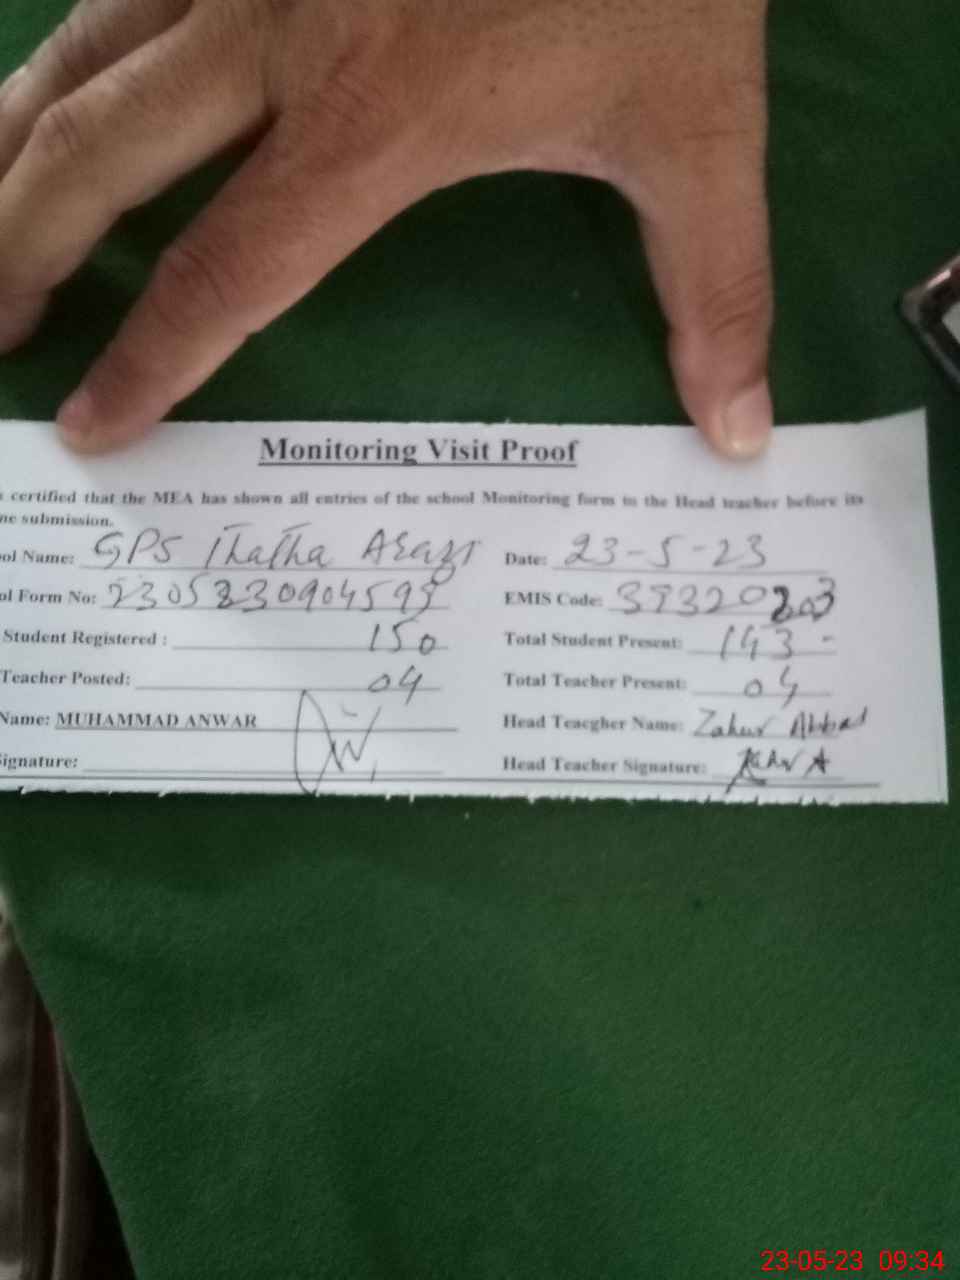 Monitoring Visit Proof
certified that the MEA has shown all entries of the school Monitoring form to the Head teacher before its
ne submission.
ol Name: GPS Thatha Arazi Date: 23-5-23
ol Form No: EMIS Code:
Student Registered : 150 Total Student Present: 143 -
Teacher Posted: 04 Total Teacher Present: 04
Name: MUHAMMAD ANWAR Head Teacgher Name: Zahur Ahmad
ignature: Head Teacher Signature:
23-05-23 09:34